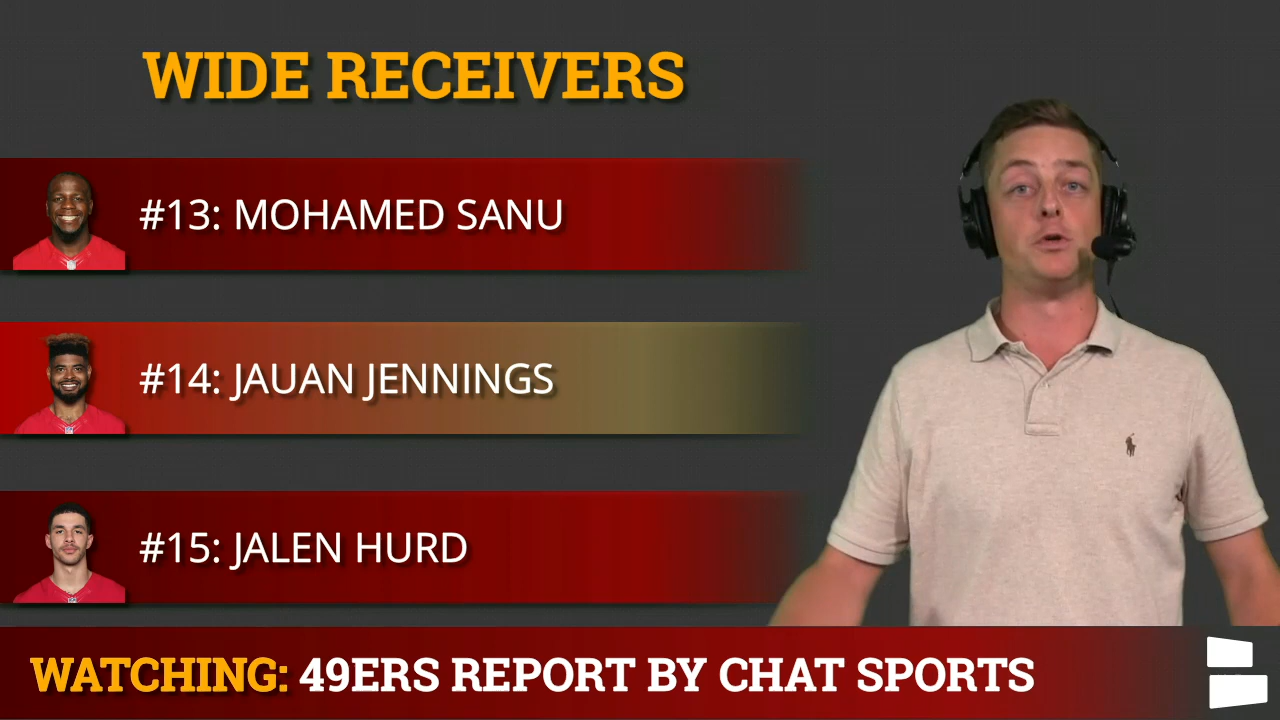 WIDE RECEIVERS
#13: MOHAMED SANU
#14: JAUAN JENNINGS
#15: JALEN HURD
WATCHING: 49ERS REPORT BY CHAT SPORTS